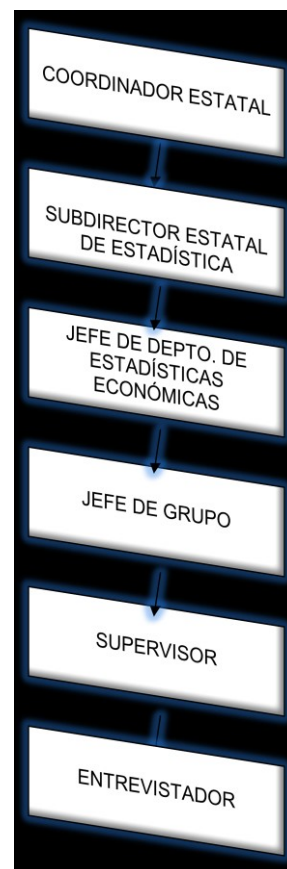 COORDINADOR ESTATAL
SUBDIRECTOR ESTATAL
DE ESTADÍSTICA
JEFE DE DEPTO. DE
ESTADÍSTICAS
ECONÓMICAS
JEFE DE GRUPO
SUPERVISOR
ENTREVISTADOR